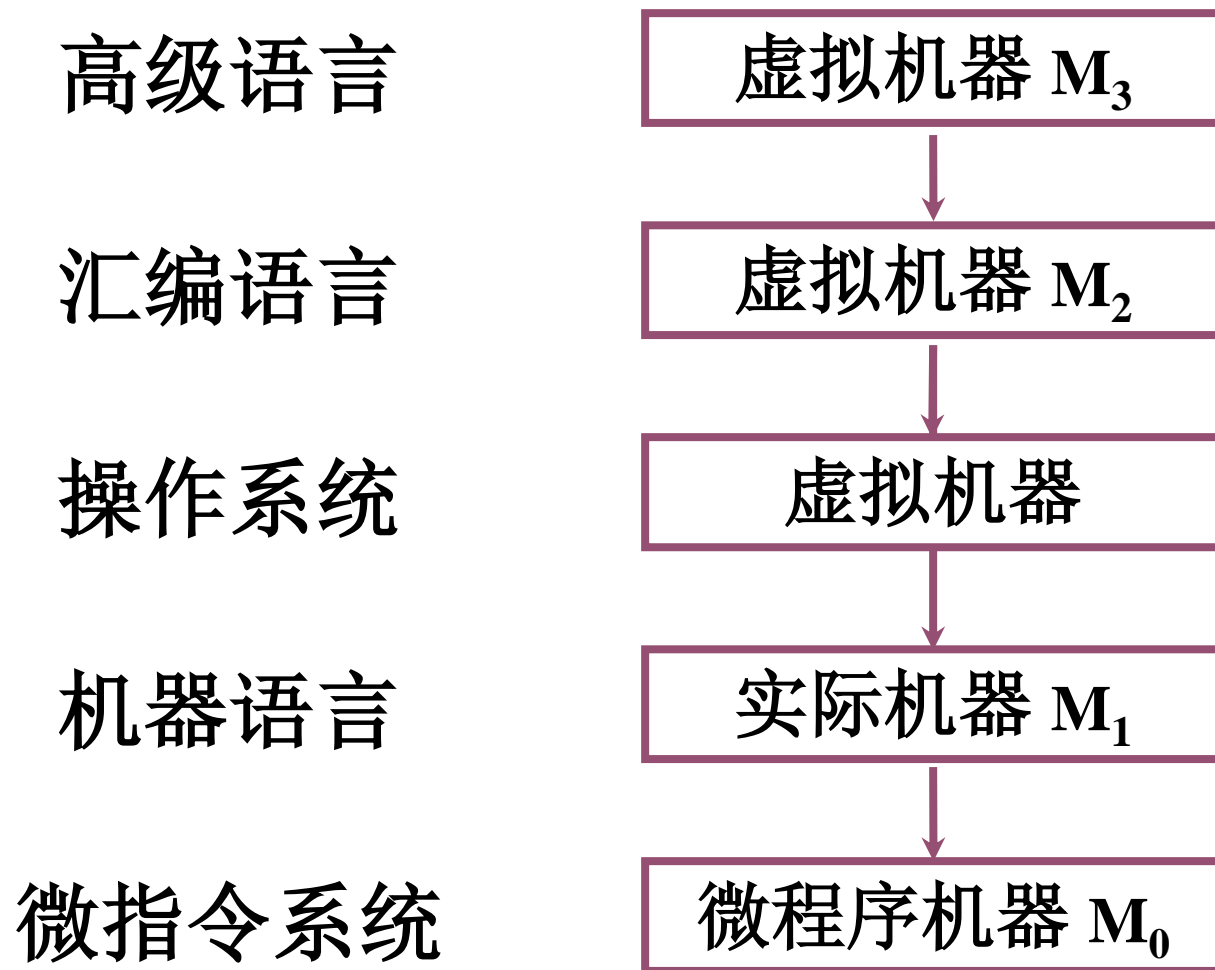 高级语言 虚拟机器 M₃
汇编语言 虚拟机器 M₂
操作系统 虚拟机器
机器语言 实际机器 M₁
微指令系统 微程序机器 M₀